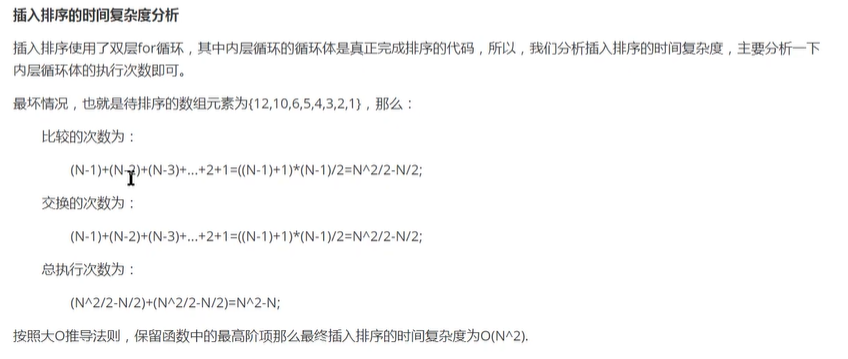 插入排序的时间复杂度分析
插入排序使用了双层for循环，其中内层循环的循环体是真正完成排序的代码，所以，我们分析插入排序的时间复杂度，主要分析一下
内层循环体的执行次数即可。
最坏情况，也就是待排序的数组元素为{12,10,6,5,4,3,2,1}，那么：
比较的次数为：
(N-1)+(N-2)+(N-3)+...+2+1=((N-1)+1)*(N-1)/2=N^2/2-N/2;
交换的次数为：
(N-1)+(N-2)+(N-3)+...+2+1=((N-1)+1)*(N-1)/2=N^2/2-N/2;
总执行次数为：
(N^2/2-N/2)+(N^2/2-N/2)=N^2-N;
按照大O推导法则，保留函数中的最高阶项那么最终插入排序的时间复杂度为O(N^2).